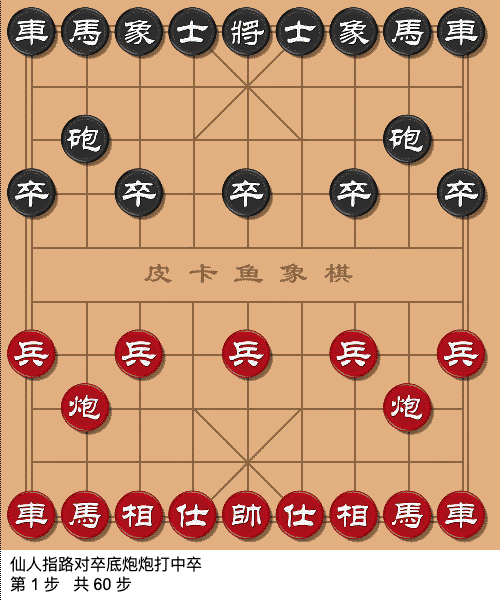 車馬象士將士象馬車
砲砲
卒卒卒卒卒
皮卡鱼象棋
兵兵兵兵兵
炮炮
車馬相仕帥仕相馬車
仙人指路对卒底炮炮打中卒
第 1 步 共 60 步